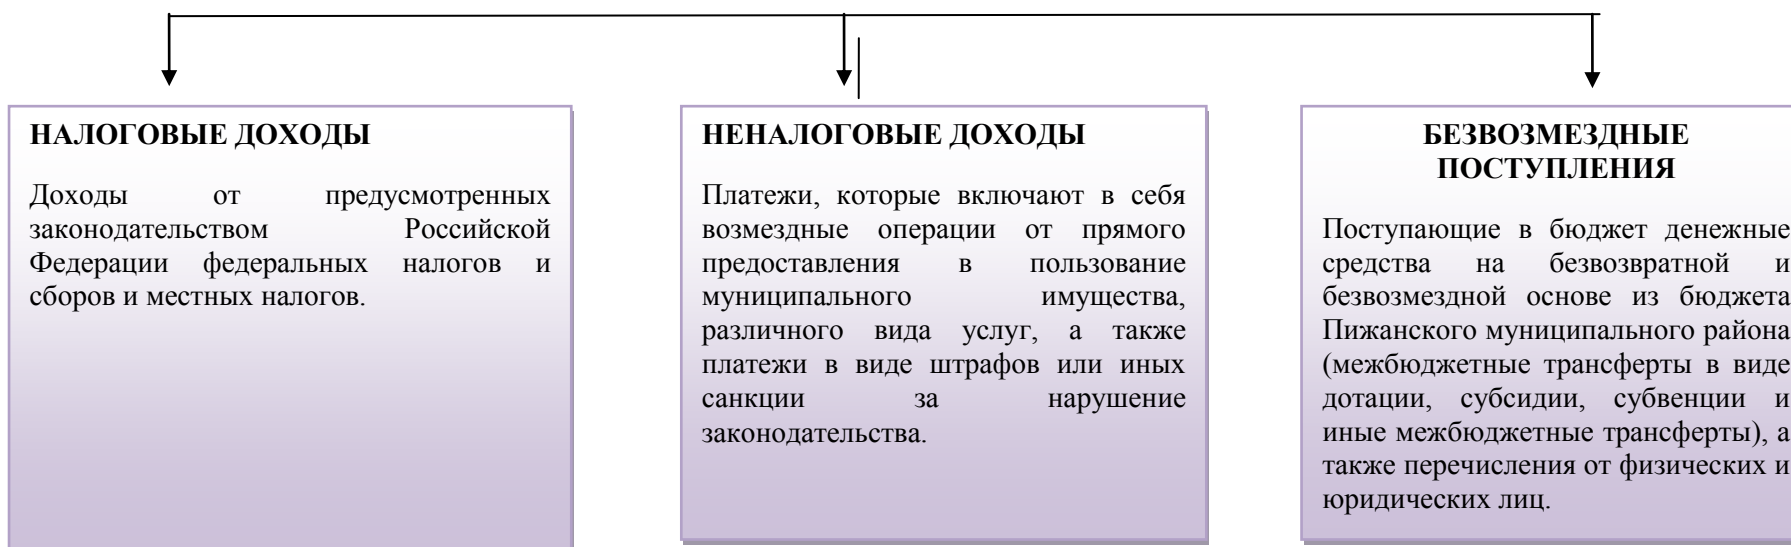 НАЛОГОВЫЕ ДОХОДЫ
Доходы от предусмотренных
законодательством Российской
Федерации федеральных налогов и
сборов и местных налогов.
НЕНАЛОГОВЫЕ ДОХОДЫ
Платежи, которые включают в себя
возмездные операции от прямого
предоставления в пользование
муниципального имущества,
различного вида услуг, а также
платежи в виде штрафов или иных
санкции за нарушение
законодательства.
БЕЗВОЗМЕЗДНЫЕ
ПОСТУПЛЕНИЯ
Поступающие в бюджет денежные
средства на безвозвратной и
безвозмездной основе из бюджета
Пижанского муниципального района
(межбюджетные трансферты в виде
дотации, субсидии, субвенции и
иные межбюджетные трансферты), а
также перечисления от физических и
юридических лиц.